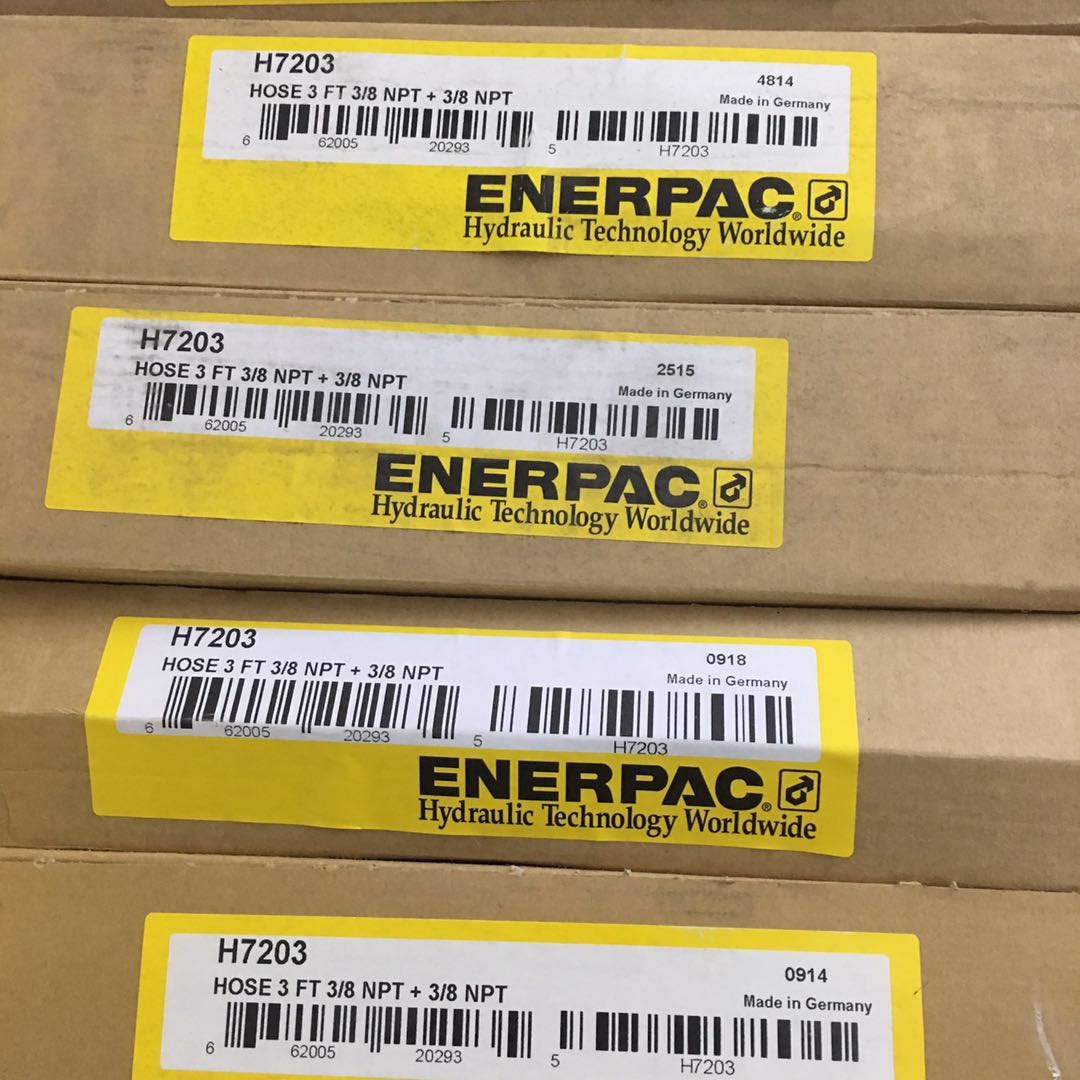 H7203
4814
HOSE 3 FT 3/8 NPT + 3/8 NPT
Made in Germany
6 62005 20293 5 H7203
ENERPAC®
Hydraulic Technology Worldwide
H7203
2515
HOSE 3 FT 3/8 NPT + 3/8 NPT
Made in Germany
6 62005 20293 5 H7203
ENERPAC®
Hydraulic Technology Worldwide
H7203
0918
HOSE 3 FT 3/8 NPT + 3/8 NPT
Made in Germany
6 62005 20293 5 H7203
ENERPAC®
Hydraulic Technology Worldwide
H7203
0914
HOSE 3 FT 3/8 NPT + 3/8 NPT
Made in Germany
6 62005 20293 5 H7203